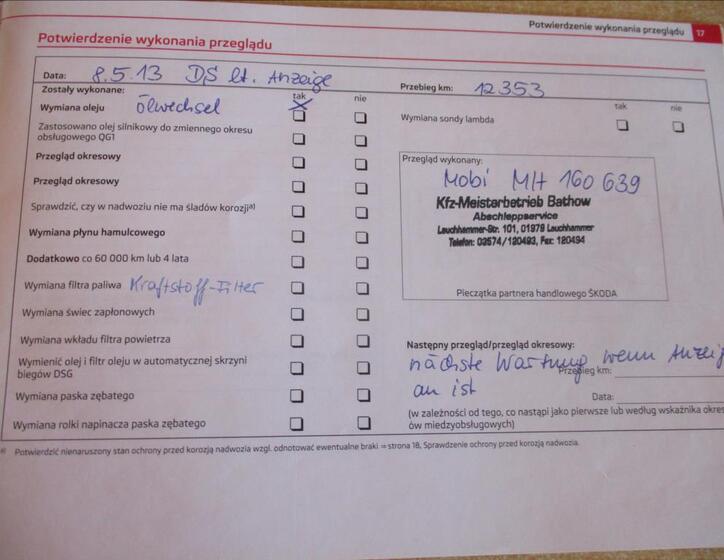 Potwierdzenie wykonania przeglądu 17
Potwierdzenie wykonania przeglądu
Data: 8.5.13 DS lt. Anzeige
Przebieg km: 12353
Zostały wykonane: tak nie
tak nie
Wymiana oleju Ölwechsel
Wymiana sondy lambda
Zastosowano olej silnikowy do zmiennego okresu
obsługowego QG1
Przegląd okresowy
Przegląd okresowy
Sprawdzić, czy w nadwoziu nie ma śladów korozjiª⁾
Wymiana płynu hamulcowego
Dodatkowo co 60 000 km lub 4 lata
Wymiana filtra paliwa Kraftstoff-Filter
Wymiana świec zapłonowych
Wymiana wkładu filtra powietrza
Wymienić olej i filtr oleju w automatycznej skrzyni
biegów DSG
Wymiana paska zębatego
Wymiana rolki napinacza paska zębatego
Przegląd wykonany:
Mobi MH 160 639
Kfz-Meisterbetrieb Bathow
Abschleppservice
Lauchhammer-Str. 101, 01979 Lauchhammer
Telefon: 03574/120493, Fax: 120494
Pieczątka partnera handlowego ŠKODA
Następny przegląd/przegląd okresowy:
nächste Wartung wenn Anzeig
Przebieg km:
an ist
Data:
(w zależności od tego, co nastąpi jako pierwsze lub według wskaźnika okres
ów miedzyobsługowych)
ª⁾ Potwierdzić nienaruszony stan ochrony przed korozją nadwozia wzgl. odnotować ewentualne braki ⇒ strona 18, Sprawdzenie ochrony przed korozją nadwozia.